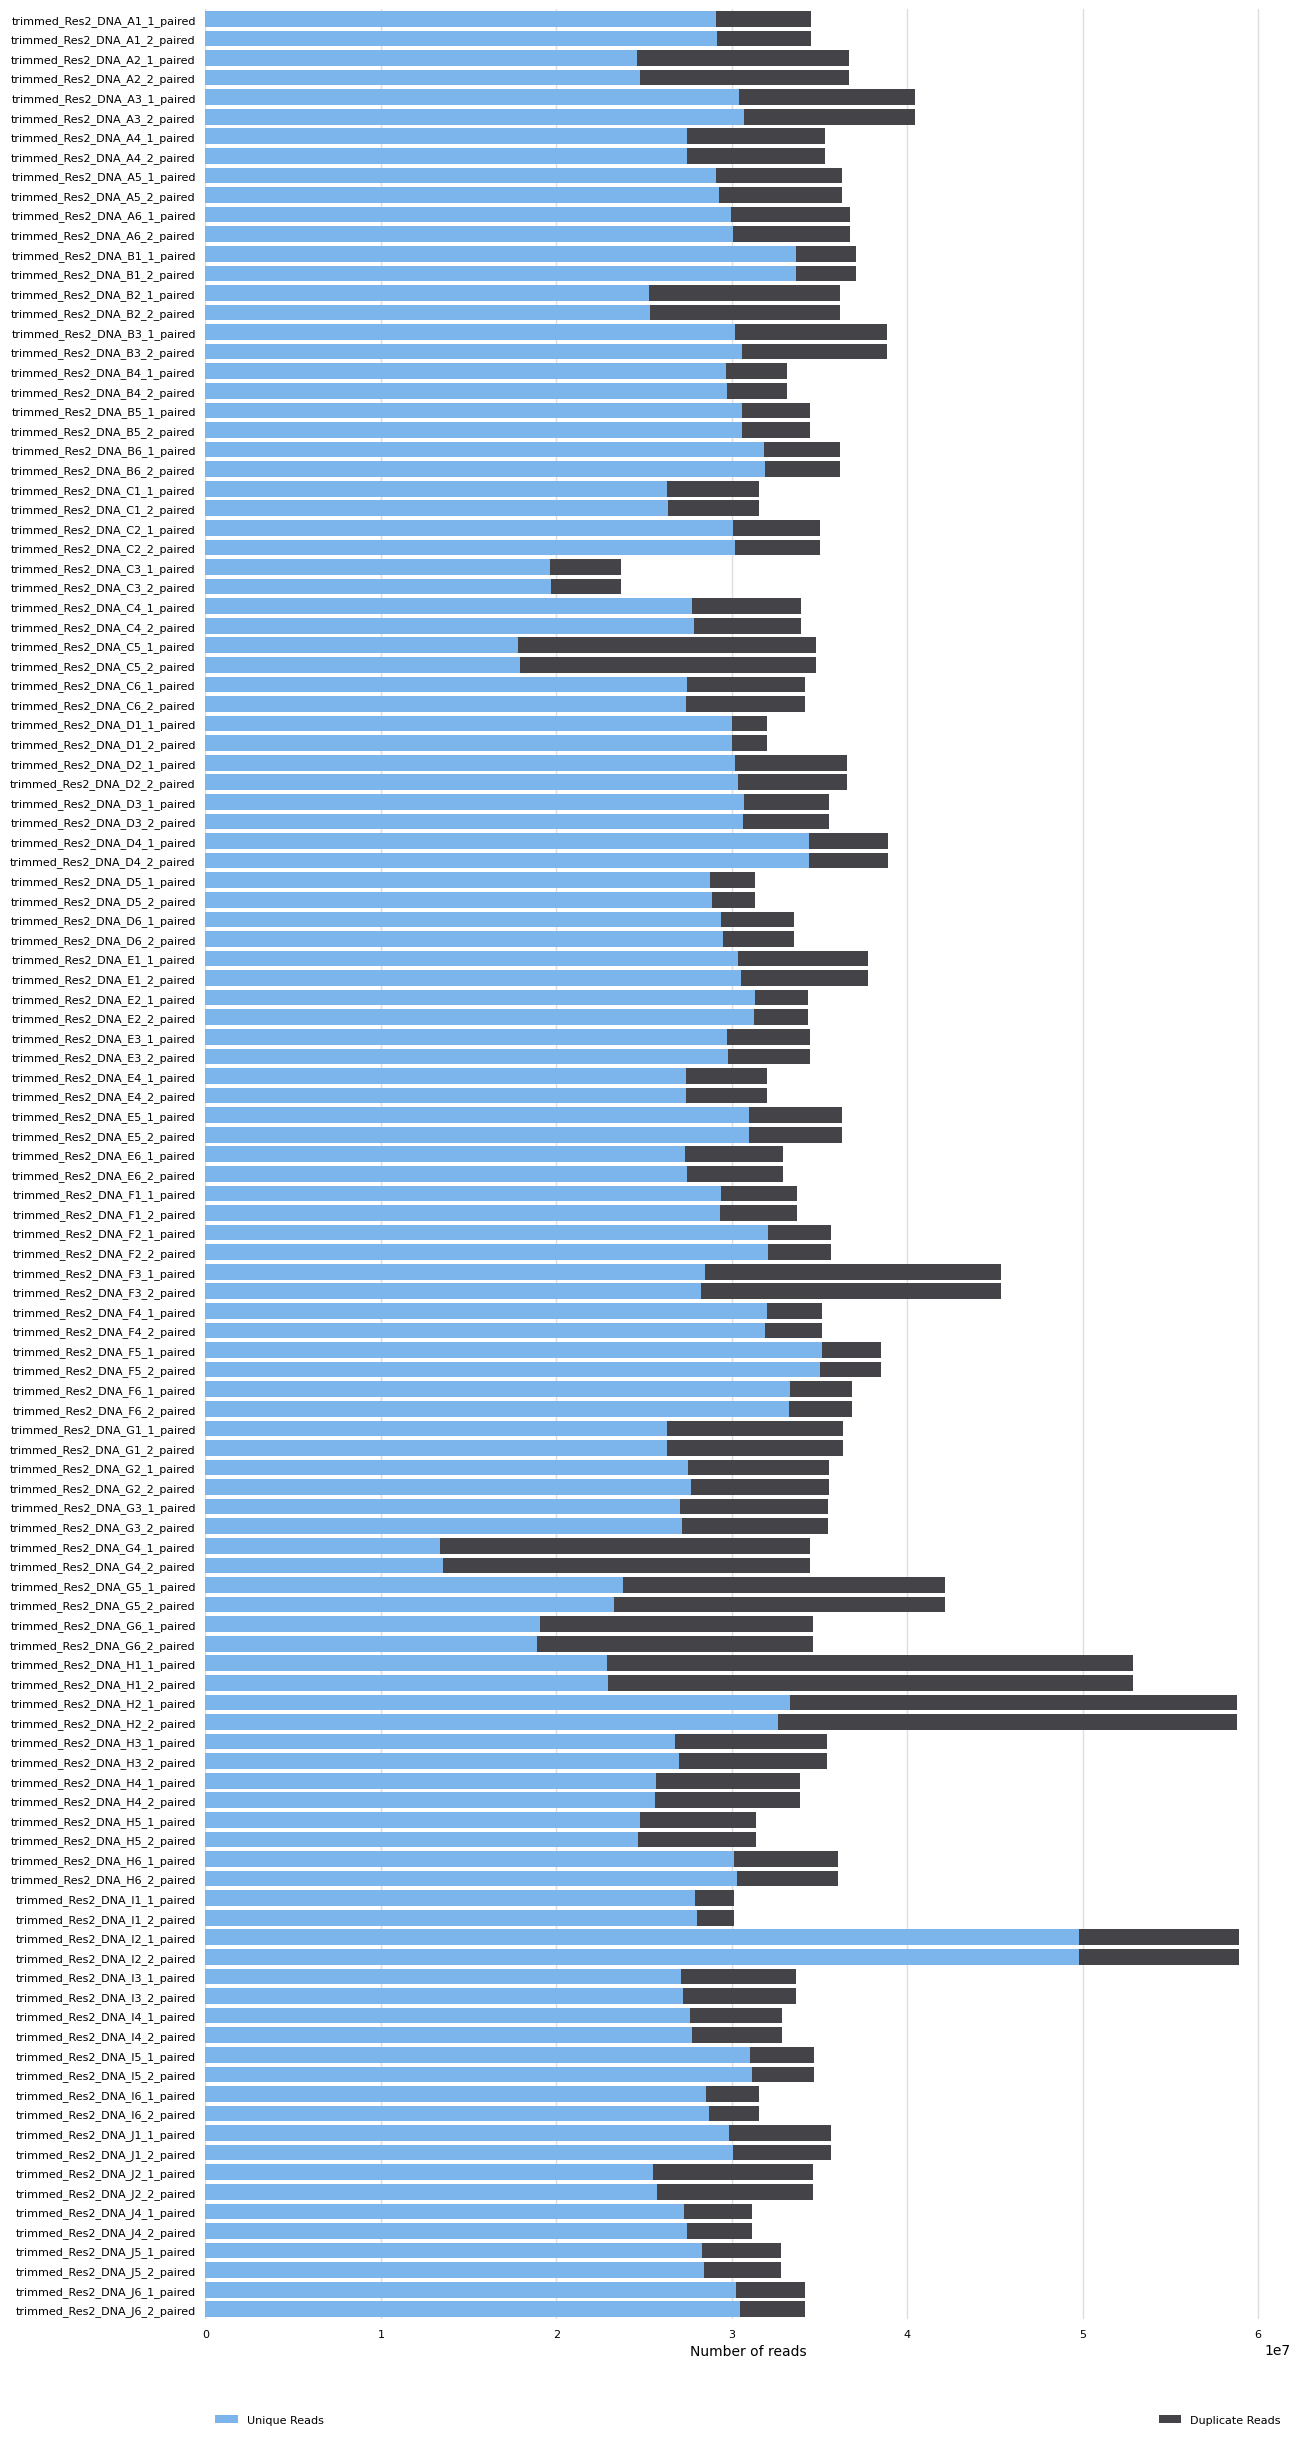 trimmed_Res2_DNA_A1_1_paired
trimmed_Res2_DNA_A1_2_paired
trimmed_Res2_DNA_A2_1_paired
trimmed_Res2_DNA_A2_2_paired
trimmed_Res2_DNA_A3_1_paired
trimmed_Res2_DNA_A3_2_paired
trimmed_Res2_DNA_A4_1_paired
trimmed_Res2_DNA_A4_2_paired
trimmed_Res2_DNA_A5_1_paired
trimmed_Res2_DNA_A5_2_paired
trimmed_Res2_DNA_A6_1_paired
trimmed_Res2_DNA_A6_2_paired
trimmed_Res2_DNA_B1_1_paired
trimmed_Res2_DNA_B1_2_paired
trimmed_Res2_DNA_B2_1_paired
trimmed_Res2_DNA_B2_2_paired
trimmed_Res2_DNA_B3_1_paired
trimmed_Res2_DNA_B3_2_paired
trimmed_Res2_DNA_B4_1_paired
trimmed_Res2_DNA_B4_2_paired
trimmed_Res2_DNA_B5_1_paired
trimmed_Res2_DNA_B5_2_paired
trimmed_Res2_DNA_B6_1_paired
trimmed_Res2_DNA_B6_2_paired
trimmed_Res2_DNA_C1_1_paired
trimmed_Res2_DNA_C1_2_paired
trimmed_Res2_DNA_C2_1_paired
trimmed_Res2_DNA_C2_2_paired
trimmed_Res2_DNA_C3_1_paired
trimmed_Res2_DNA_C3_2_paired
trimmed_Res2_DNA_C4_1_paired
trimmed_Res2_DNA_C4_2_paired
trimmed_Res2_DNA_C5_1_paired
trimmed_Res2_DNA_C5_2_paired
trimmed_Res2_DNA_C6_1_paired
trimmed_Res2_DNA_C6_2_paired
trimmed_Res2_DNA_D1_1_paired
trimmed_Res2_DNA_D1_2_paired
trimmed_Res2_DNA_D2_1_paired
trimmed_Res2_DNA_D2_2_paired
trimmed_Res2_DNA_D3_1_paired
trimmed_Res2_DNA_D3_2_paired
trimmed_Res2_DNA_D4_1_paired
trimmed_Res2_DNA_D4_2_paired
trimmed_Res2_DNA_D5_1_paired
trimmed_Res2_DNA_D5_2_paired
trimmed_Res2_DNA_D6_1_paired
trimmed_Res2_DNA_D6_2_paired
trimmed_Res2_DNA_E1_1_paired
trimmed_Res2_DNA_E1_2_paired
trimmed_Res2_DNA_E2_1_paired
trimmed_Res2_DNA_E2_2_paired
trimmed_Res2_DNA_E3_1_paired
trimmed_Res2_DNA_E3_2_paired
trimmed_Res2_DNA_E4_1_paired
trimmed_Res2_DNA_E4_2_paired
trimmed_Res2_DNA_E5_1_paired
trimmed_Res2_DNA_E5_2_paired
trimmed_Res2_DNA_E6_1_paired
trimmed_Res2_DNA_E6_2_paired
trimmed_Res2_DNA_F1_1_paired
trimmed_Res2_DNA_F1_2_paired
trimmed_Res2_DNA_F2_1_paired
trimmed_Res2_DNA_F2_2_paired
trimmed_Res2_DNA_F3_1_paired
trimmed_Res2_DNA_F3_2_paired
trimmed_Res2_DNA_F4_1_paired
trimmed_Res2_DNA_F4_2_paired
trimmed_Res2_DNA_F5_1_paired
trimmed_Res2_DNA_F5_2_paired
trimmed_Res2_DNA_F6_1_paired
trimmed_Res2_DNA_F6_2_paired
trimmed_Res2_DNA_G1_1_paired
trimmed_Res2_DNA_G1_2_paired
trimmed_Res2_DNA_G2_1_paired
trimmed_Res2_DNA_G2_2_paired
trimmed_Res2_DNA_G3_1_paired
trimmed_Res2_DNA_G3_2_paired
trimmed_Res2_DNA_G4_1_paired
trimmed_Res2_DNA_G4_2_paired
trimmed_Res2_DNA_G5_1_paired
trimmed_Res2_DNA_G5_2_paired
trimmed_Res2_DNA_G6_1_paired
trimmed_Res2_DNA_G6_2_paired
trimmed_Res2_DNA_H1_1_paired
trimmed_Res2_DNA_H1_2_paired
trimmed_Res2_DNA_H2_1_paired
trimmed_Res2_DNA_H2_2_paired
trimmed_Res2_DNA_H3_1_paired
trimmed_Res2_DNA_H3_2_paired
trimmed_Res2_DNA_H4_1_paired
trimmed_Res2_DNA_H4_2_paired
trimmed_Res2_DNA_H5_1_paired
trimmed_Res2_DNA_H5_2_paired
trimmed_Res2_DNA_H6_1_paired
trimmed_Res2_DNA_H6_2_paired
trimmed_Res2_DNA_I1_1_paired
trimmed_Res2_DNA_I1_2_paired
trimmed_Res2_DNA_I2_1_paired
trimmed_Res2_DNA_I2_2_paired
trimmed_Res2_DNA_I3_1_paired
trimmed_Res2_DNA_I3_2_paired
trimmed_Res2_DNA_I4_1_paired
trimmed_Res2_DNA_I4_2_paired
trimmed_Res2_DNA_I5_1_paired
trimmed_Res2_DNA_I5_2_paired
trimmed_Res2_DNA_I6_1_paired
trimmed_Res2_DNA_I6_2_paired
trimmed_Res2_DNA_J1_1_paired
trimmed_Res2_DNA_J1_2_paired
trimmed_Res2_DNA_J2_1_paired
trimmed_Res2_DNA_J2_2_paired
trimmed_Res2_DNA_J4_1_paired
trimmed_Res2_DNA_J4_2_paired
trimmed_Res2_DNA_J5_1_paired
trimmed_Res2_DNA_J5_2_paired
trimmed_Res2_DNA_J6_1_paired
trimmed_Res2_DNA_J6_2_paired
0 1 2 3 4 5 6
Number of reads
1e7
Unique Reads Duplicate Reads